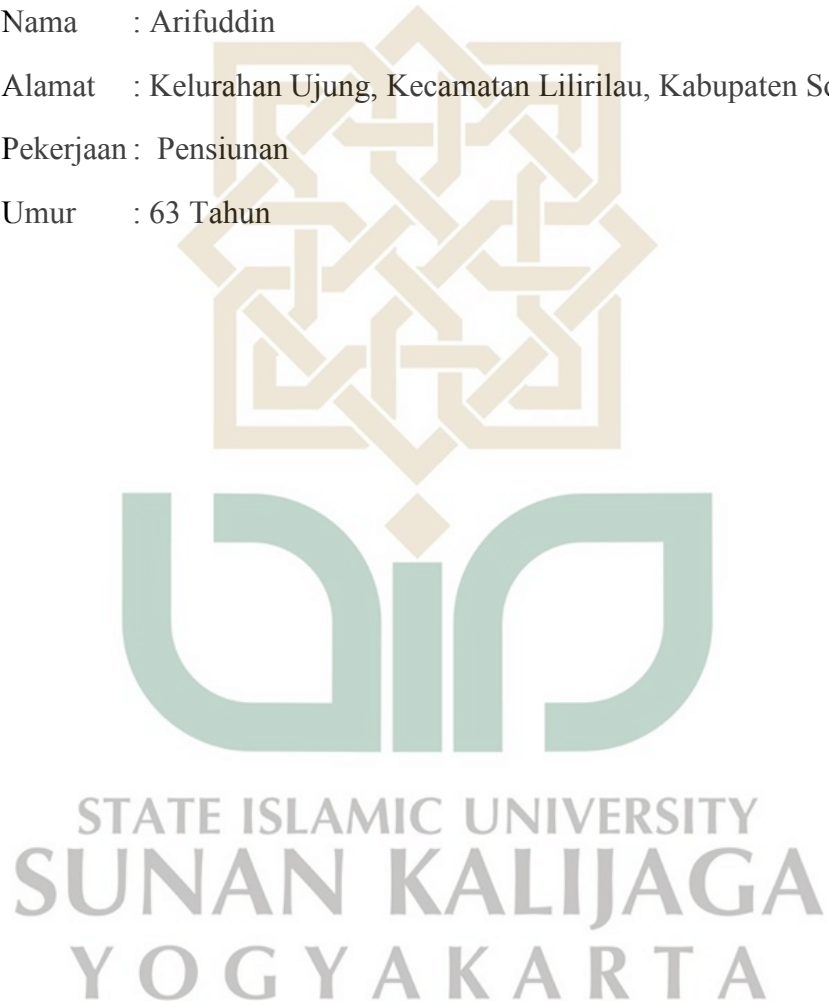 Nama : Arifuddin
Alamat : Kelurahan Ujung, Kecamatan Lilirilau, Kabupaten
Pekerjaan : Pensiunan
Umur : 63 Tahun
STATE ISLAMIC UNIVERSITY
SUNAN KALIJAGA
YOGYAKARTA